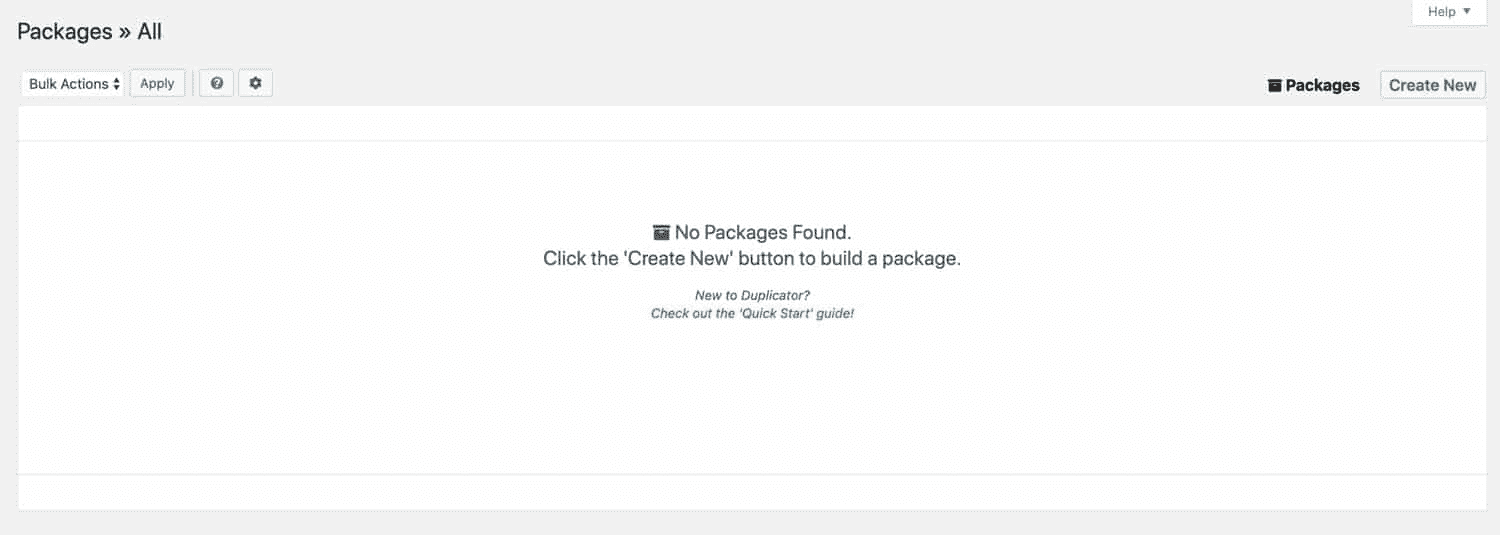 Help
Packages » All
Bulk Actions Apply
Packages Create New
No Packages Found.
Click the 'Create New' button to build a package.
New to Duplicator?
Check out the 'Quick Start' guide!